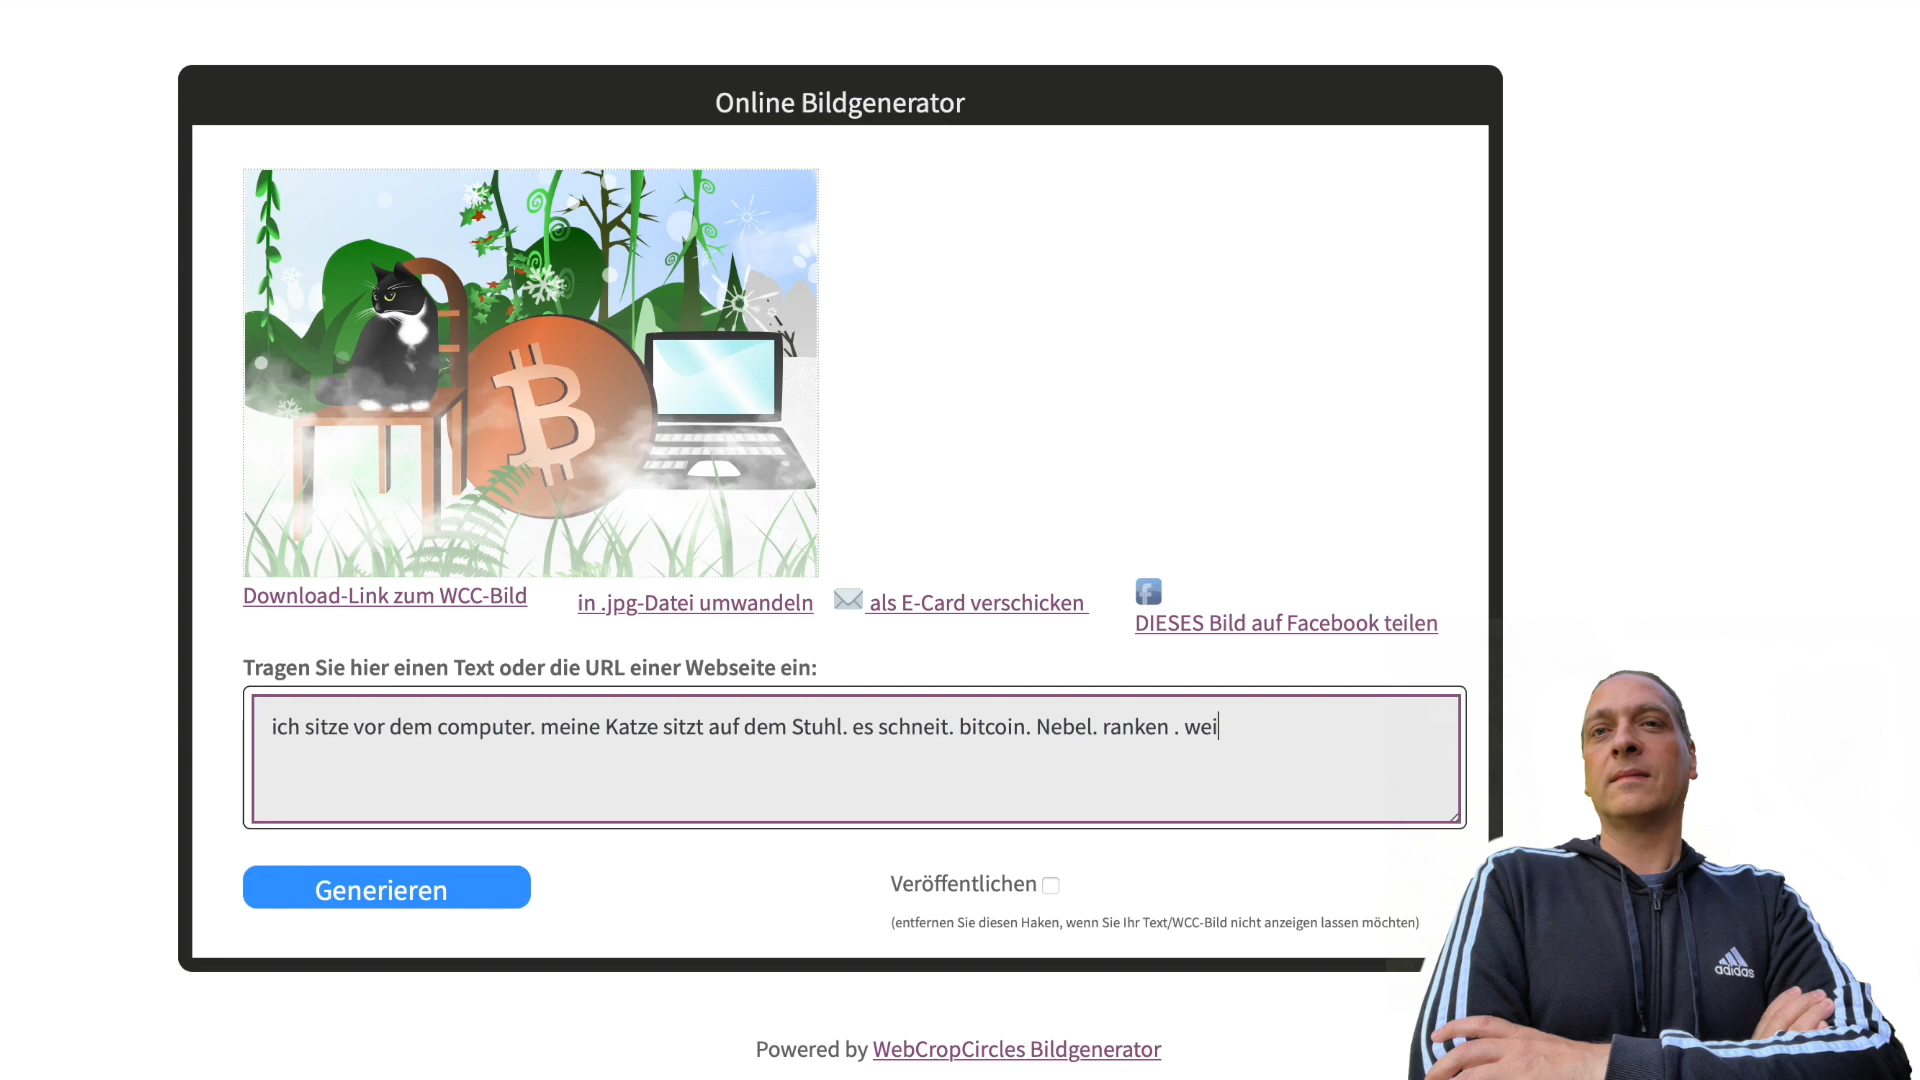 Online Bildgenerator
Download-Link zum WCC-Bild
in .jpg-Datei umwandeln
als E-Card verschicken
DIESES Bild auf Facebook teilen
Tragen Sie hier einen Text oder die URL einer Webseite ein:
ich sitze vor dem computer. meine Katze sitzt auf dem Stuhl. es schneit. bitcoin. Nebel. ranken . wei
Generieren
Veröffentlichen
(entfernen Sie diesen Haken, wenn Sie Ihr Text/WCC-Bild nicht anzeigen lassen möchten)
adidas
Powered by WebCropCircles Bildgenerator